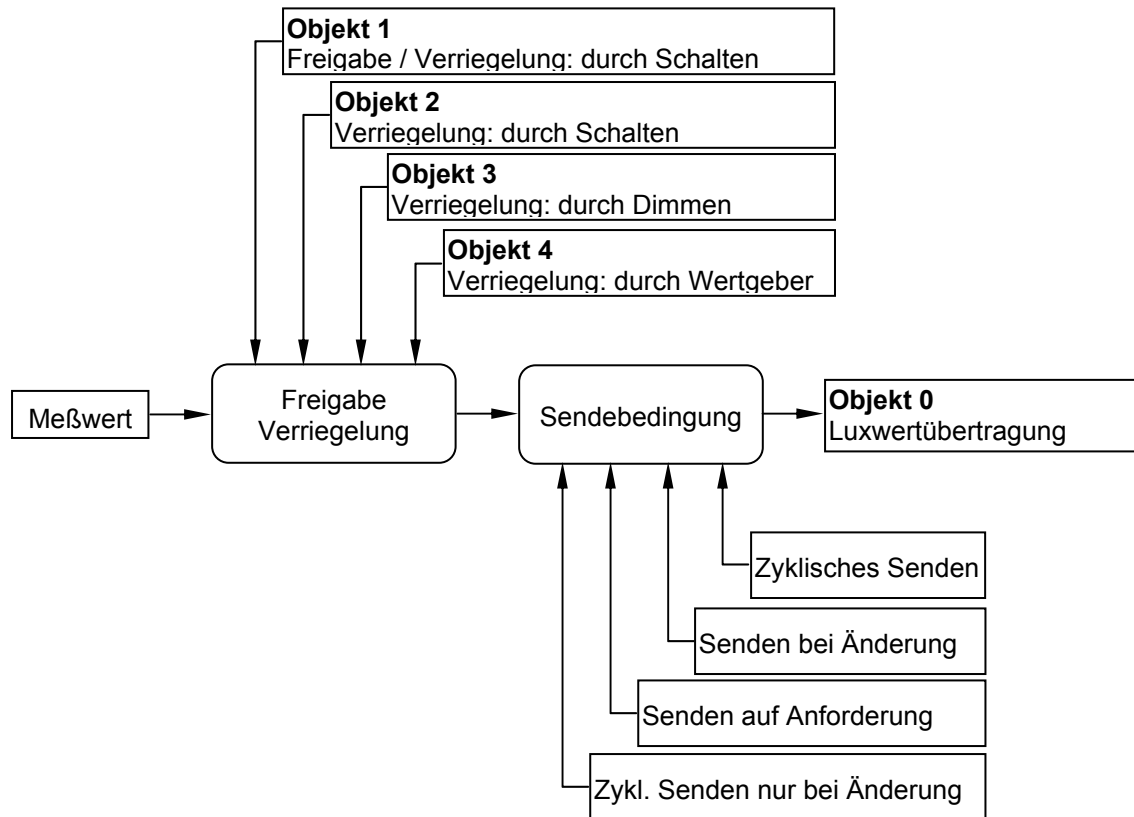 Objekt 1
Freigabe / Verriegelung: durch Schalten
Objekt 2
Verriegelung: durch Schalten
Objekt 3
Verriegelung: durch Dimmen
Objekt 4
Verriegelung: durch Wertgeber
Meßwert
Freigabe
Verriegelung
Sendebedingung
Objekt 0
Luxwertübertragung
Zyklisches Senden
Senden bei Änderung
Senden auf Anforderung
Zykl. Senden nur bei Änderung